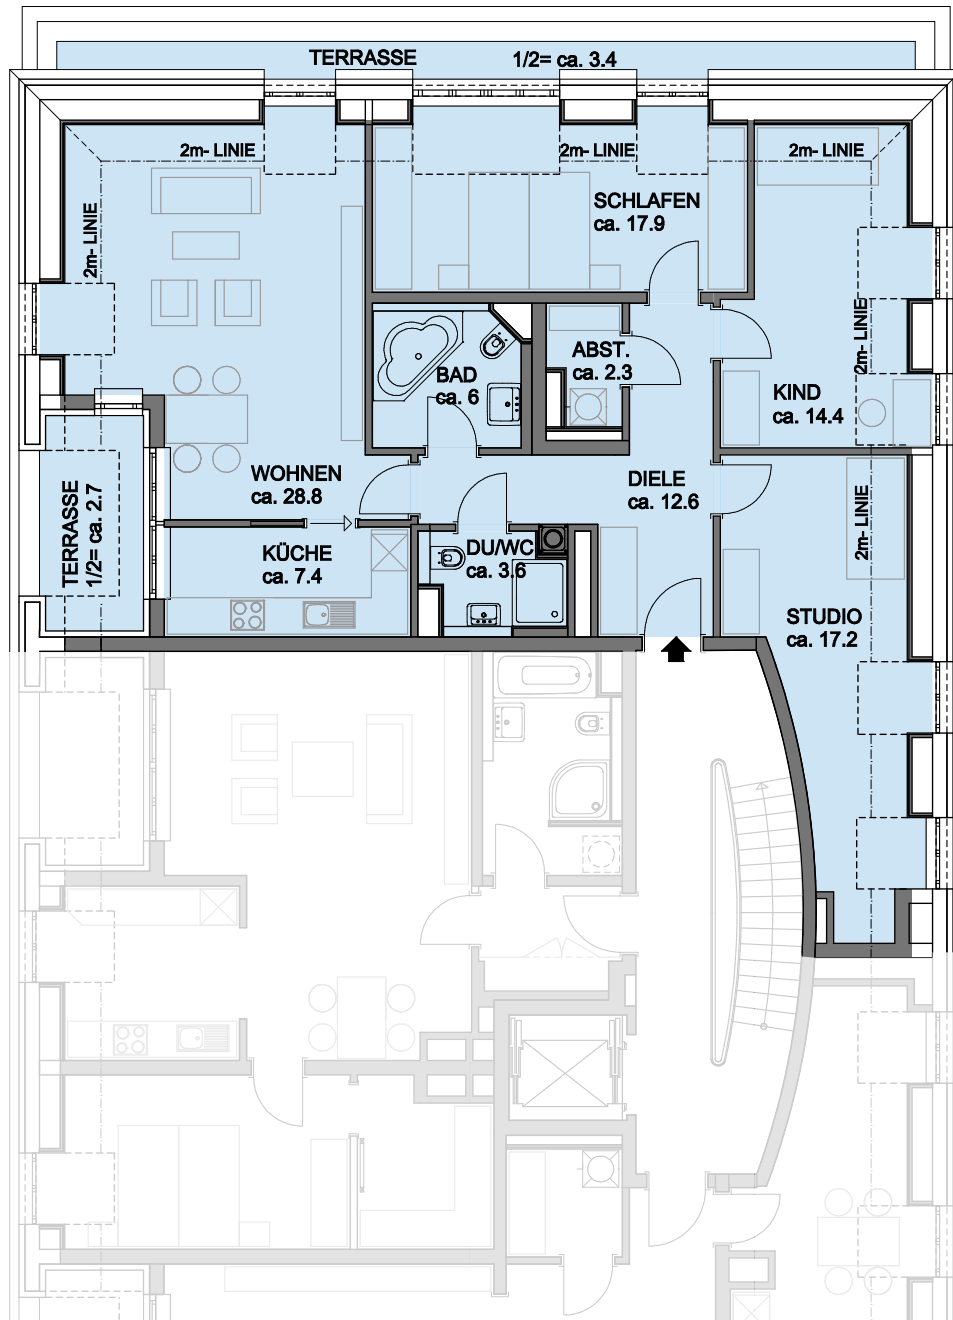 TERRASSE 1/2= ca. 3.4
2m- LINIE
2m- LINIE
2m- LINIE
2m- LINIE
SCHLAFEN
ca. 17.9
2m- LINIE
ABST.
ca. 2.3
BAD
ca. 6
KIND
ca. 14.4
WOHNEN
ca. 28.8
DIELE
ca. 12.6
TERRASSE
1/2= ca. 2.7
2m- LINIE
KÜCHE
ca. 7.4
DU/WC
ca. 3.6
STUDIO
ca. 17.2